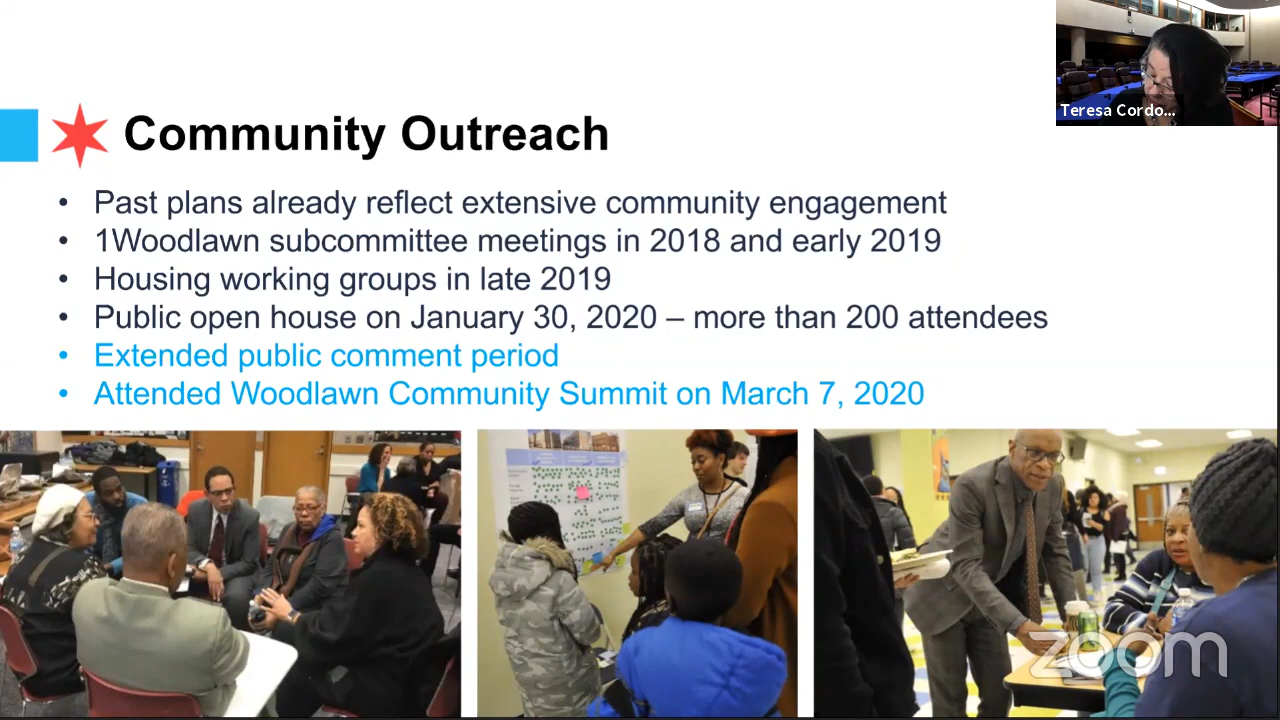 Teresa Cordo...
Community Outreach
• Past plans already reflect extensive community engagement
• 1Woodlawn subcommittee meetings in 2018 and early 2019
• Housing working groups in late 2019
• Public open house on January 30, 2020 – more than 200 attendees
• Extended public comment period
• Attended Woodlawn Community Summit on March 7, 2020
zoom